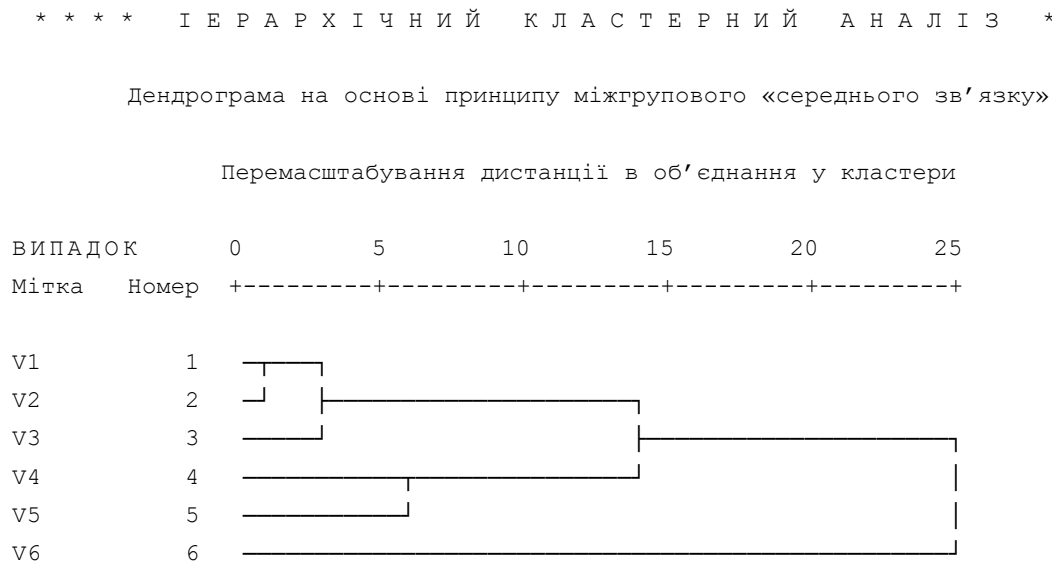 * * * * І Е Р А Р Х І Ч Н И Й К Л А С Т Е Р Н И Й А Н А Л І З *
Дендрограма на основі принципу міжгрупового «середнього зв’язку»
Перемасштабування дистанції в об’єднання у кластери
ВИПАДОК 0 5 10 15 20 25
Мітка Номер +---------+---------+---------+---------+---------+
V1 1
V2 2
V3 3
V4 4
V5 5
V6 6